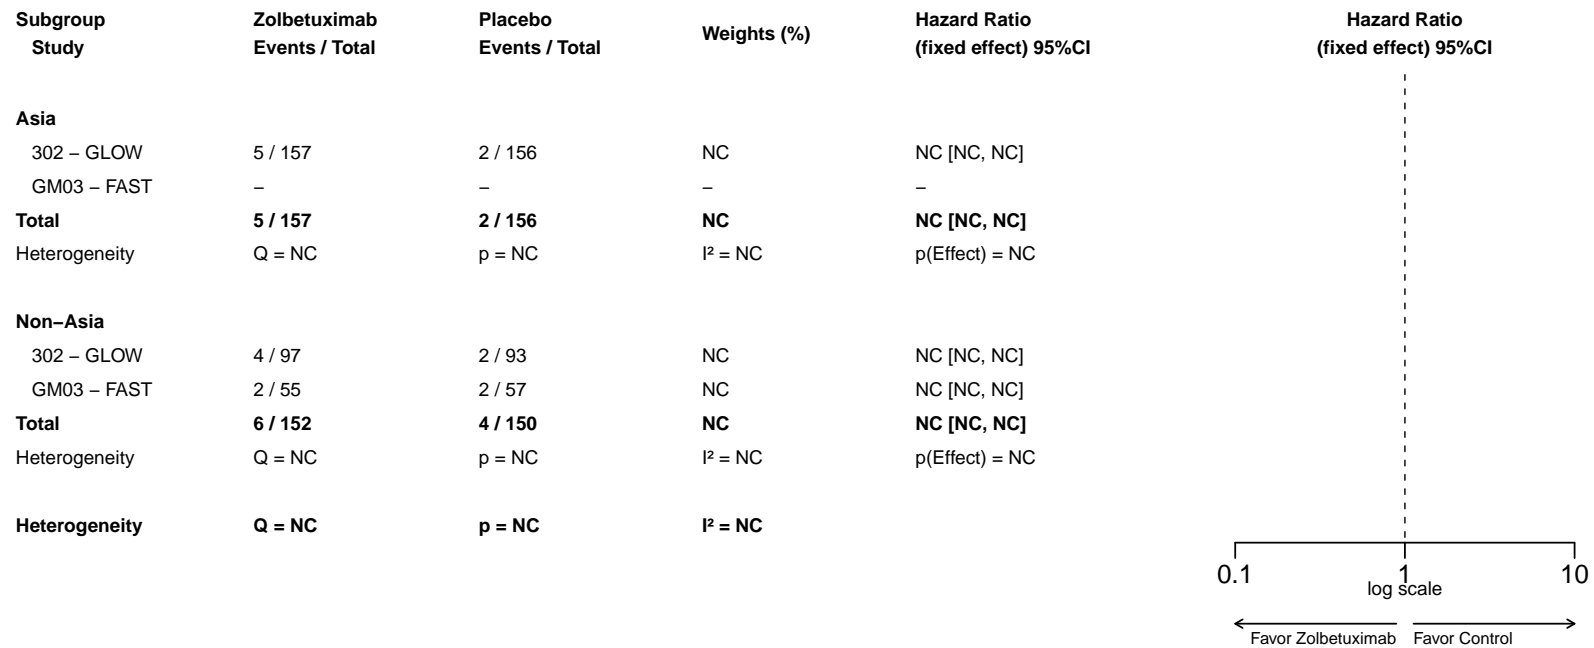 Subgroup Zolbetuximab Placebo Weights (%) Hazard Ratio Hazard Ratio
Study Events / Total Events / Total (fixed effect) 95%CI (fixed effect) 95%CI
Asia
302 − GLOW 5 / 157 2 / 156 NC NC [NC, NC]
GM03 − FAST − − − −
Total 5 / 157 2 / 156 NC NC [NC, NC]
Heterogeneity Q = NC p = NC I² = NC p(Effect) = NC
Non−Asia
302 − GLOW 4 / 97 2 / 93 NC NC [NC, NC]
GM03 − FAST 2 / 55 2 / 57 NC NC [NC, NC]
Total 6 / 152 4 / 150 NC NC [NC, NC]
Heterogeneity Q = NC p = NC I² = NC p(Effect) = NC
Heterogeneity Q = NC p = NC I² = NC
0.1 1 10
log scale
Favor Zolbetuximab Favor Control